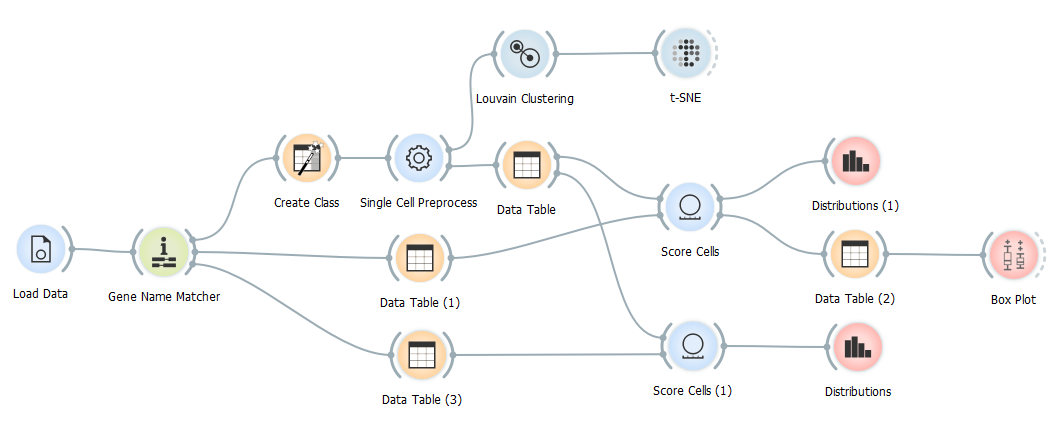 Louvain Clustering
t-SNE
Create Class
Single Cell Preprocess
Data Table
Distributions (1)
Score Cells
Load Data
Gene Name Matcher
Data Table (1)
Data Table (2)
Box Plot
Data Table (3)
Score Cells (1)
Distributions